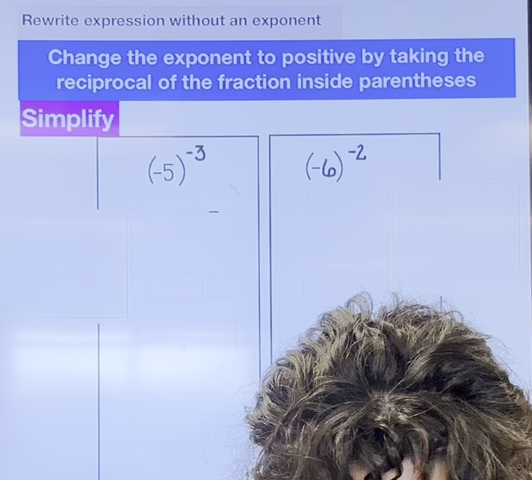 Rewrite expression without an exponent
Change the exponent to positive by taking the
reciprocal of the fraction inside parentheses
Simplify
(-5)⁻³ (-6)⁻²